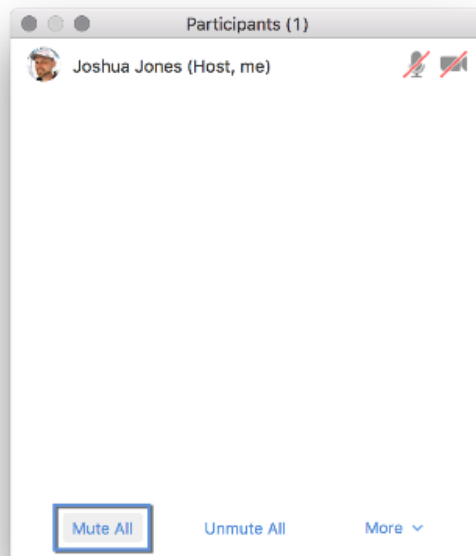 Participants (1)
Joshua Jones (Host, me)
Mute All Unmute All More